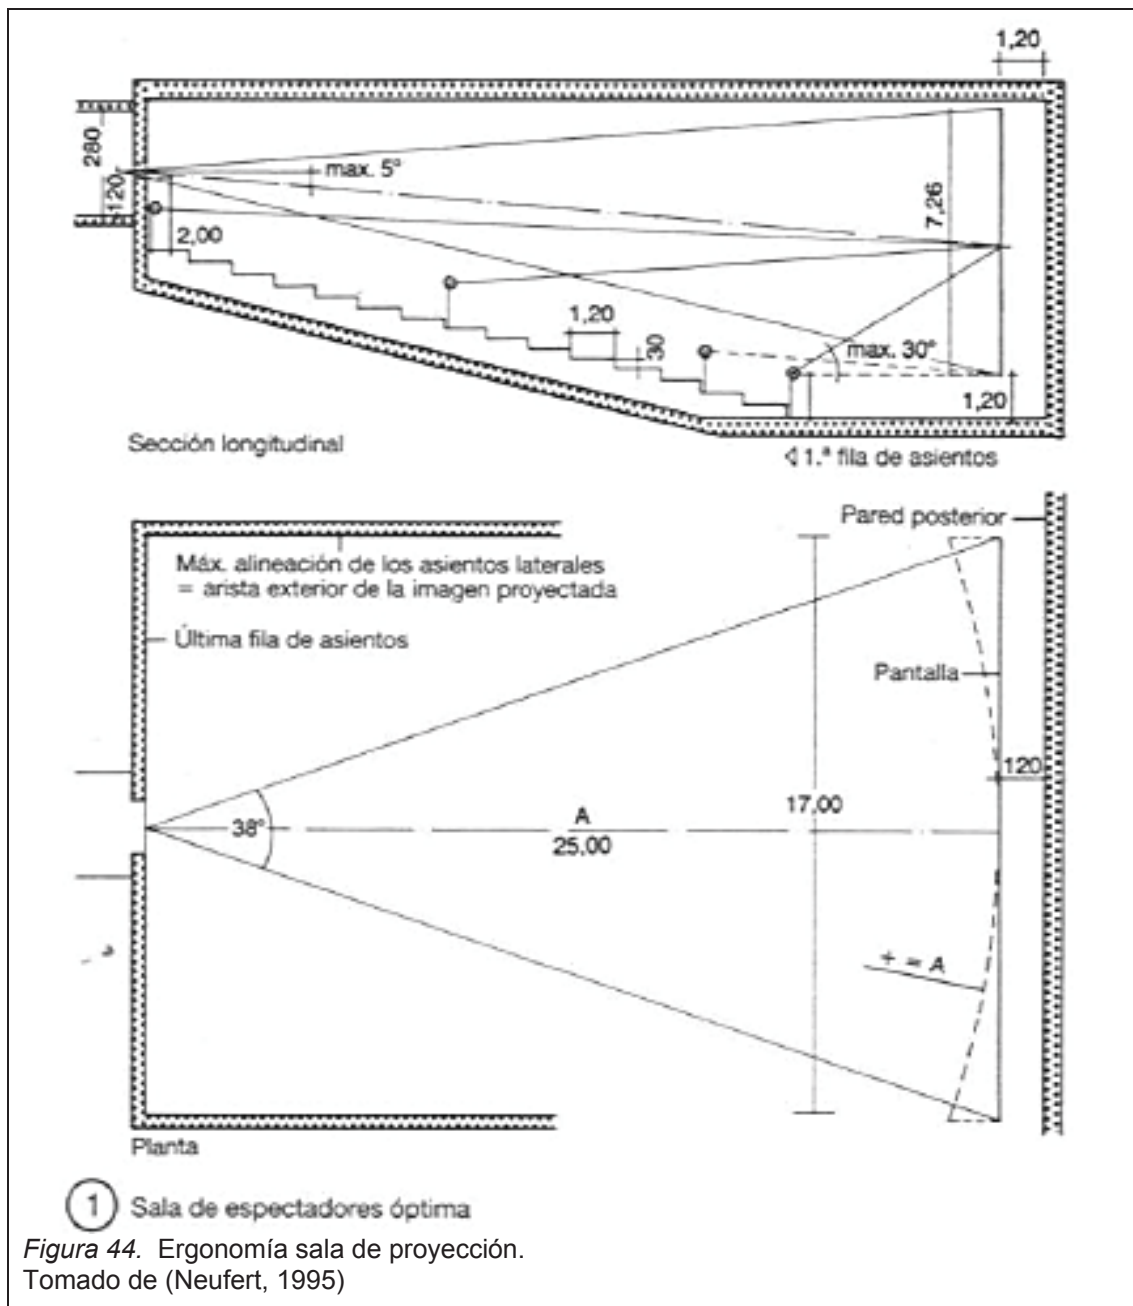 1,20
280
120
max. 5°
2,00
7,26
1,20
30
max. 30°
1,20
Sección longitudinal
1.ª fila de asientos
Pared posterior
Máx. alineación de los asientos laterales
= arista exterior de la imagen proyectada
Última fila de asientos
Pantalla
120
38°
A
25,00
17,00
+ = A
Planta
1 Sala de espectadores óptima
Figura 44. Ergonomía sala de proyección.
Tomado de (Neufert, 1995)